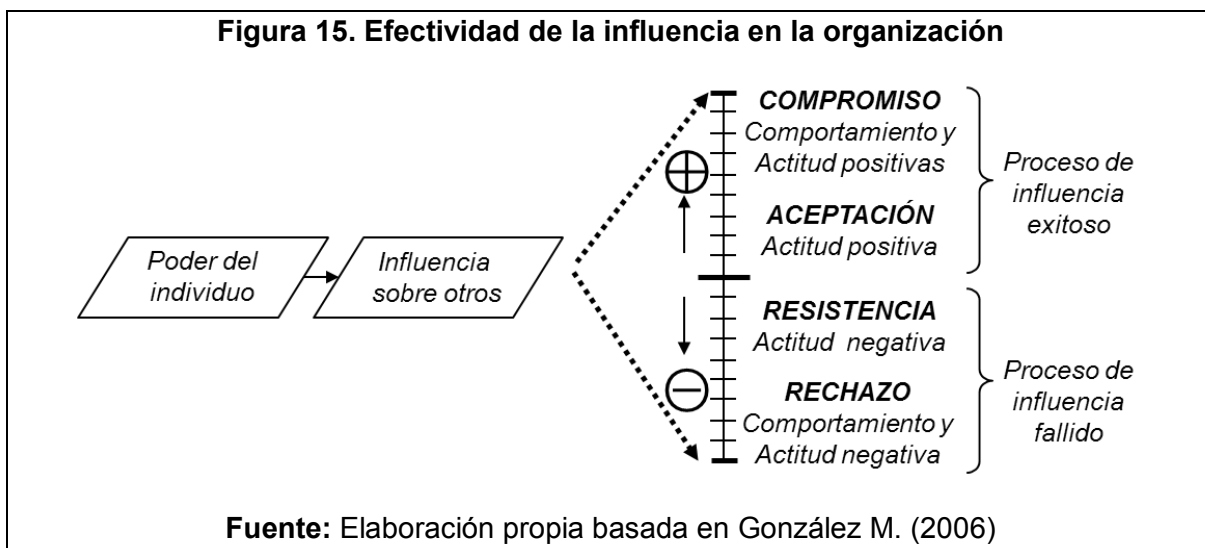 Figura 15. Efectividad de la influencia en la organización
Poder del
individuo
Influencia
sobre otros
COMPROMISO
Comportamiento y
Actitud positivas
ACEPTACIÓN
Actitud positiva
Proceso de
influencia
exitoso
RESISTENCIA
Actitud negativa
RECHAZO
Comportamiento y
Actitud negativa
Proceso de
influencia
fallido
Fuente: Elaboración propia basada en González M. (2006)